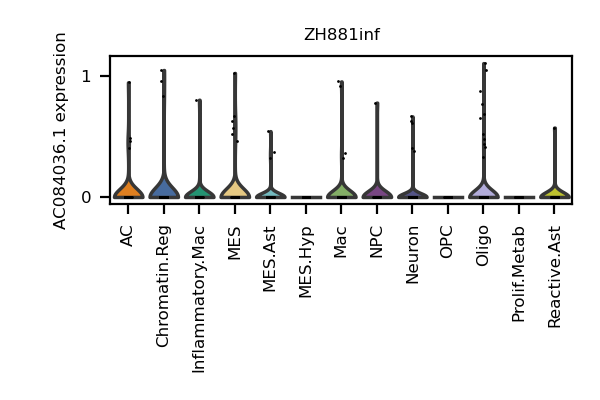 ZH881inf
AC084036.1 expression
1
0
AC
Chromatin.Reg
Inflammatory.Mac
MES
MES.Ast
MES.Hyp
Mac
NPC
Neuron
OPC
Oligo
Prolif.Metab
Reactive.Ast